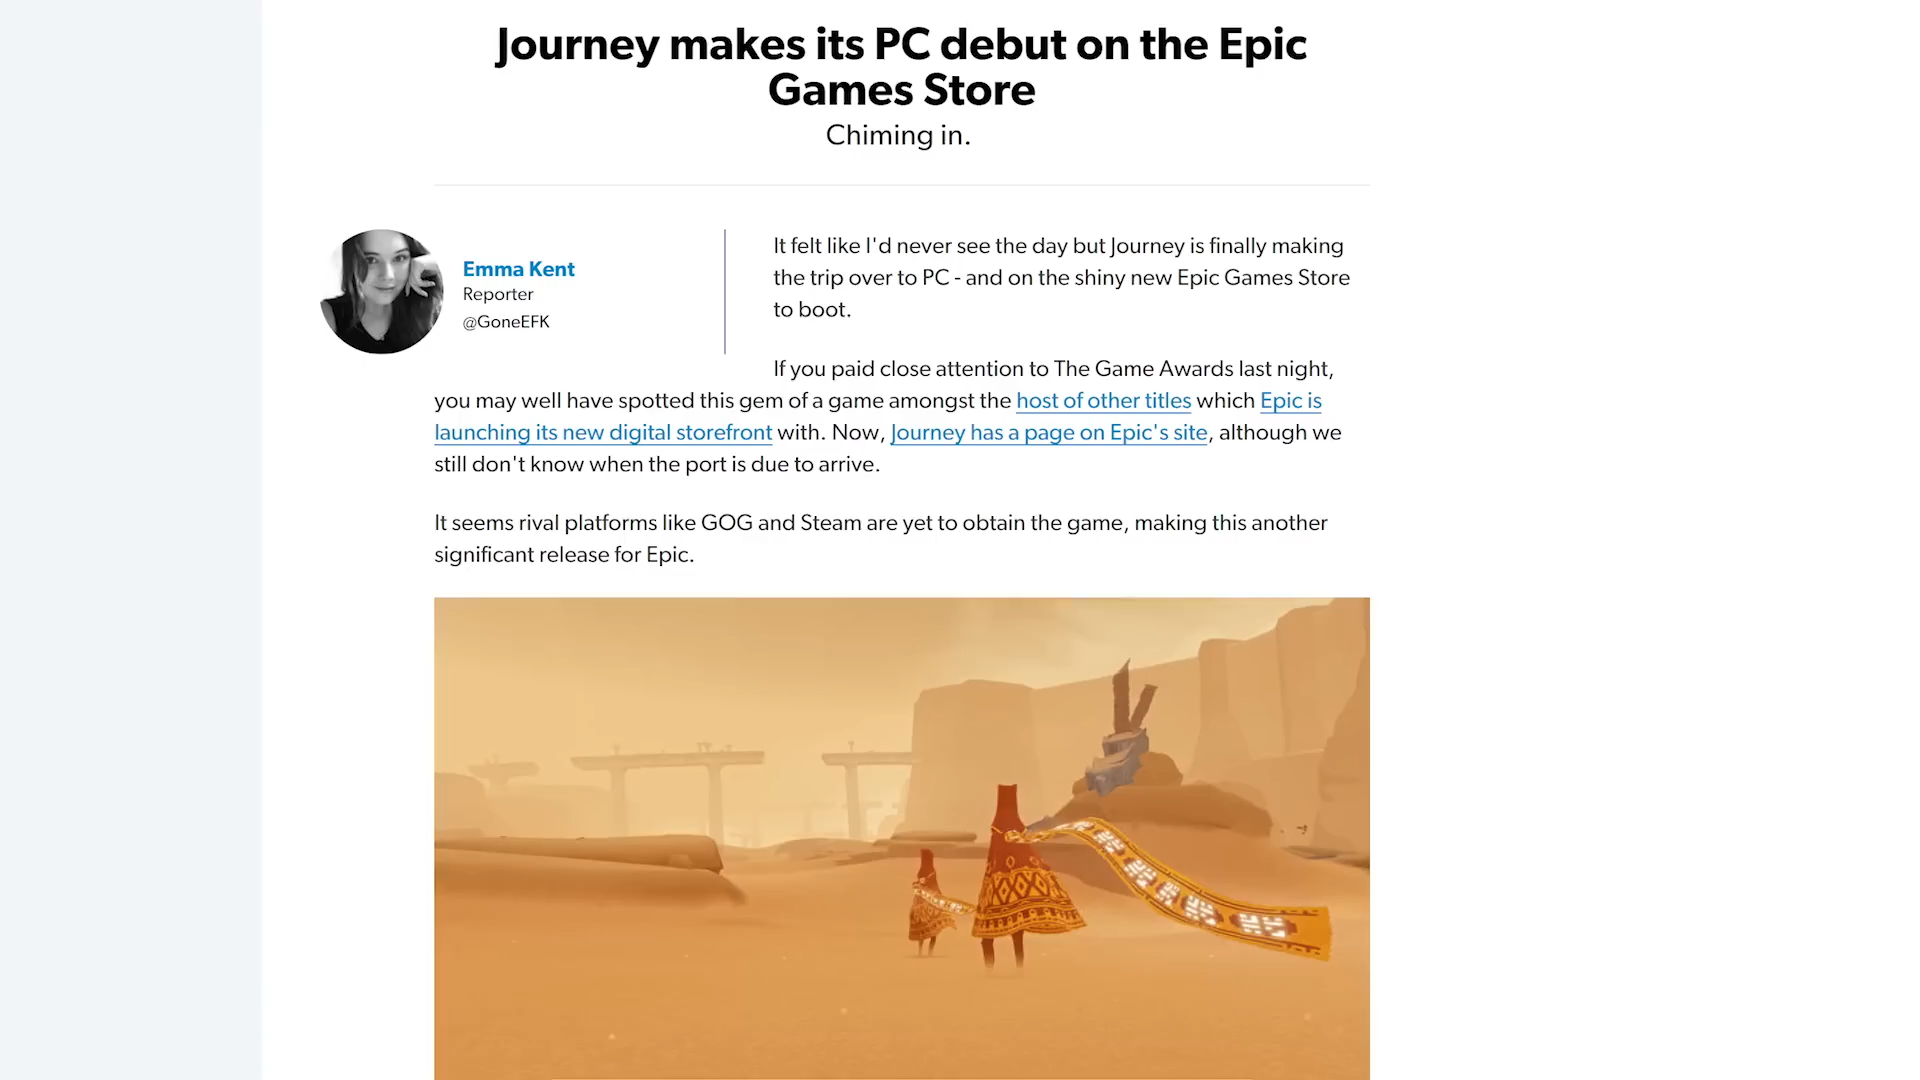 Journey makes its PC debut on the Epic
Games Store
Chiming in.
Emma Kent
Reporter
@GoneEFK
It felt like I'd never see the day but Journey is finally making
the trip over to PC - and on the shiny new Epic Games Store
to boot.
If you paid close attention to The Game Awards last night,
you may well have spotted this gem of a game amongst the host of other titles which Epic is
launching its new digital storefront with. Now, Journey has a page on Epic's site, although we
still don't know when the port is due to arrive.
It seems rival platforms like GOG and Steam are yet to obtain the game, making this another
significant release for Epic.